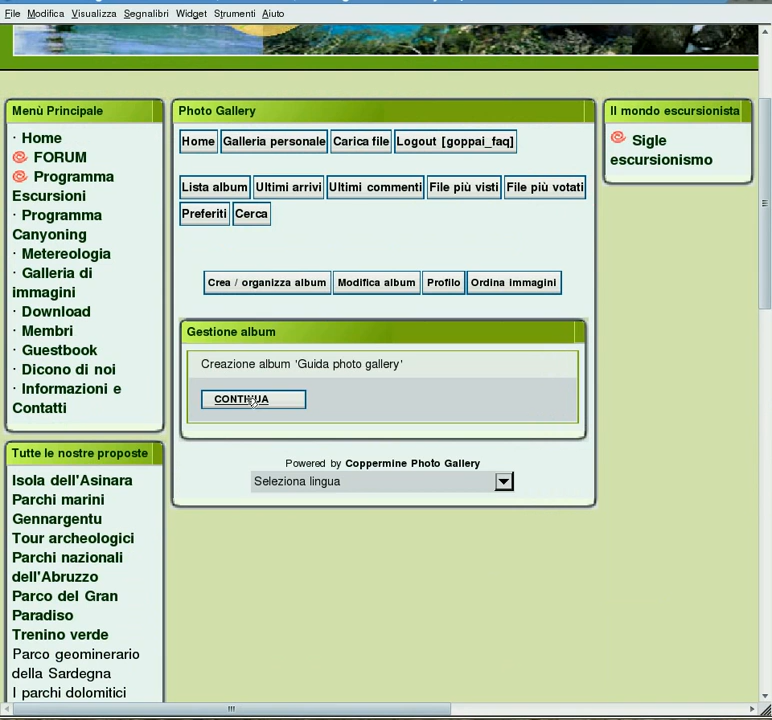 File Modifica Visualizza Segnalibri Widget Strumenti Aiuto
Menù Principale
· Home
FORUM
Programma
Escursioni
· Programma
Canyoning
· Metereologia
· Galleria di
immagini
· Download
· Membri
· Guestbook
· Dicono di noi
· Informazioni e
Contatti
Tutte le nostre proposte
Isola dell'Asinara
Parchi marini
Gennargentu
Tour archeologici
Parchi nazionali
dell'Abruzzo
Parco del Gran
Paradiso
Trenino verde
Parco geominerario
della Sardegna
I parchi dolomitici
Photo Gallery
Home Galleria personale Carica file Logout [goppai_faq]
Lista album Ultimi arrivi Ultimi commenti File più visti File più votati
Preferiti Cerca
Crea / organizza album Modifica album Profilo Ordina immagini
Gestione album
Creazione album 'Guida photo gallery'
CONTINUA
Powered by Coppermine Photo Gallery
Seleziona lingua
Il mondo escursionista
Sigle
escursionismo